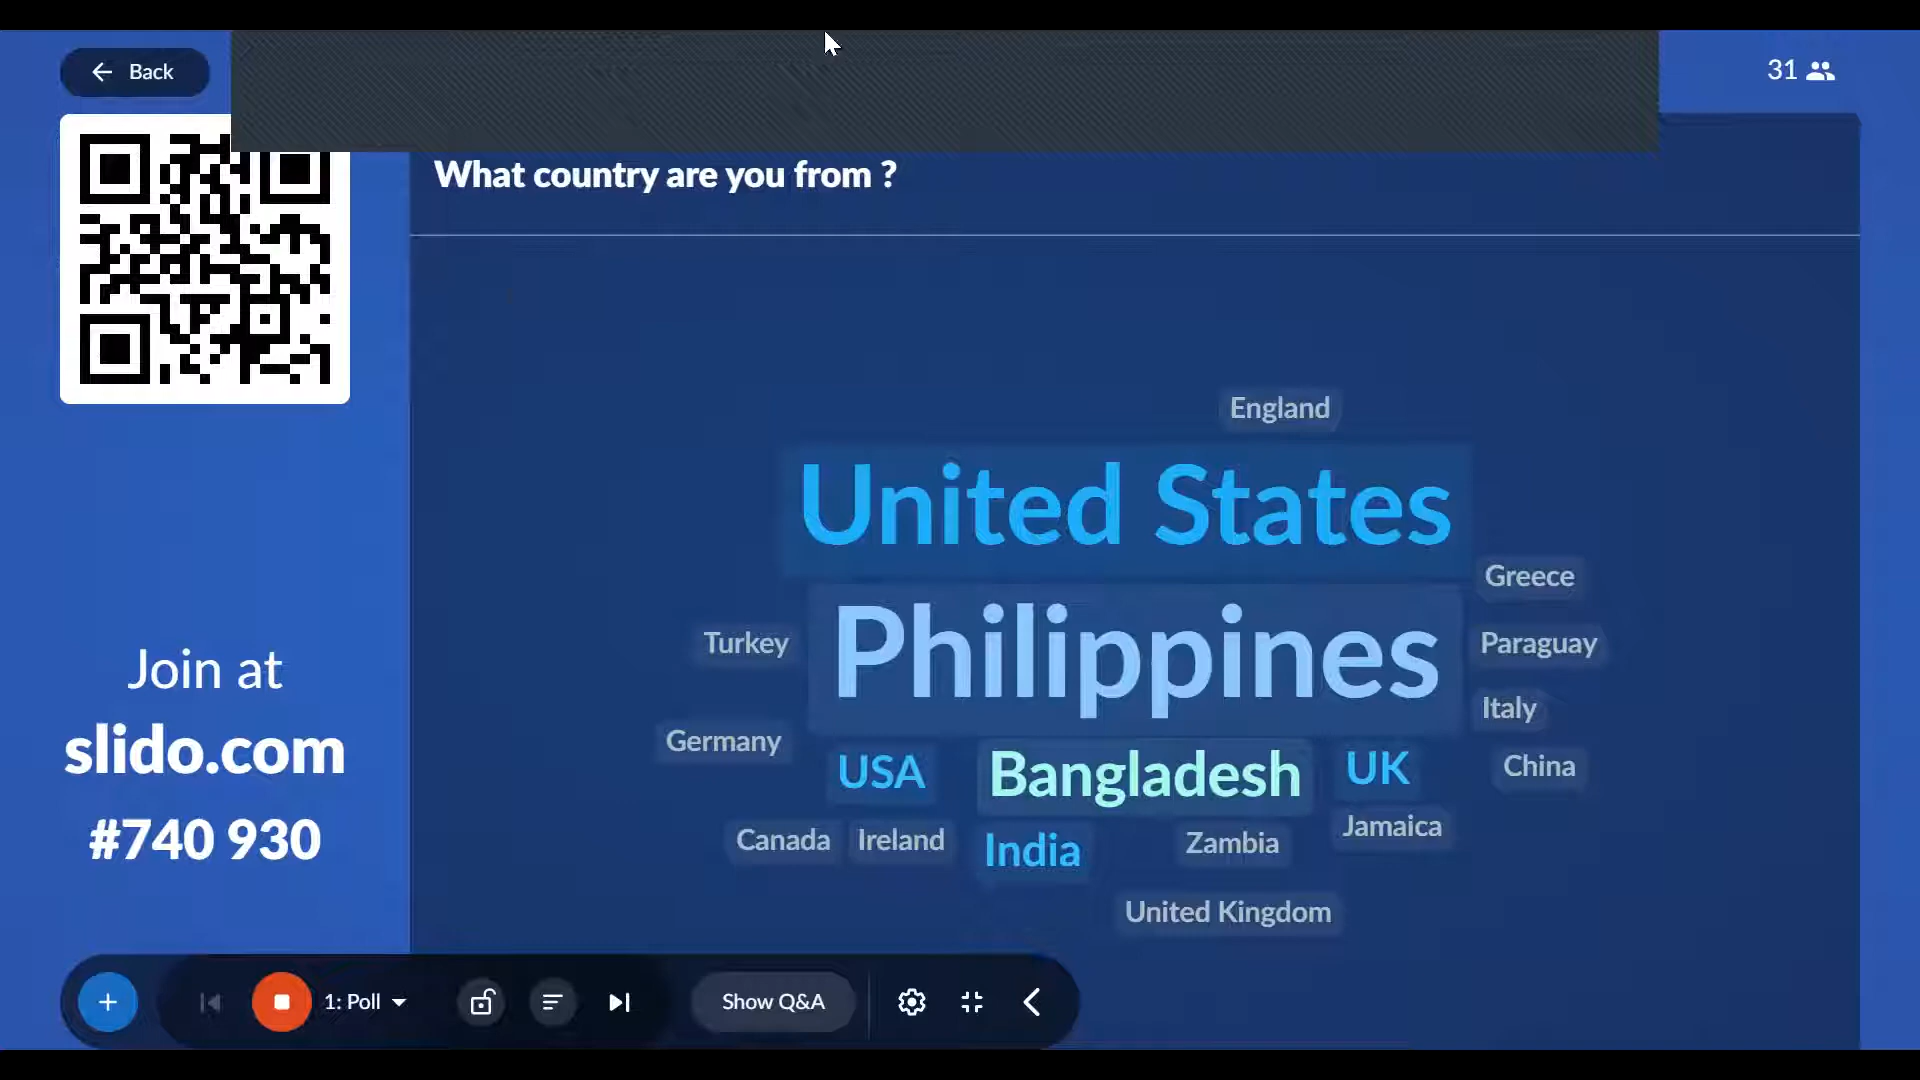 Back
31
What country are you from ?
England
United States
Greece
Turkey
Philippines
Paraguay
Italy
Germany
USA
Bangladesh
UK
China
Canada
Ireland
India
Zambia
Jamaica
United Kingdom
Join at
slido.com
#740 930
1: Poll
Show Q&A